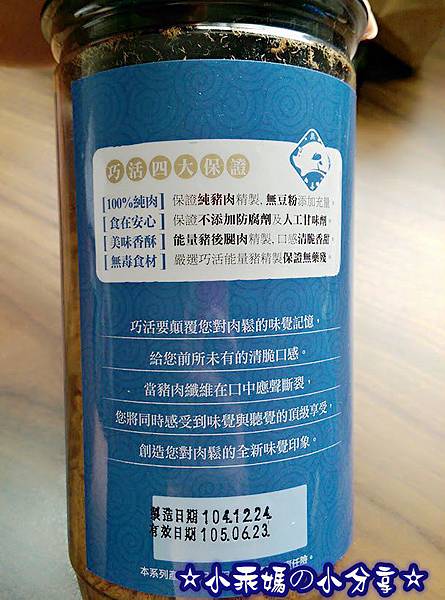 巧活四大保證
[100%純肉] 保證純豬肉精製，無豆粉添加充量。
[食在安心] 保證不添加防腐劑及人工甘味劑。
[美味香酥] 能量豬後腿肉精製，口感清脆香甜。
[無毒食材] 嚴選巧活能量豬精製保證無藥殘。
巧活要顛覆您對肉鬆的味覺記憶，
給您前所未有的清脆口感。
當豬肉纖維在口中應聲斷裂，
您將同時感受到味覺與聽覺的頂級享受，
創造您對肉鬆的全新味覺印象。
製造日期 104.12.24.
有效日期 105.06.23.
本系列產
責任險。
☆小乖媽の小分享☆